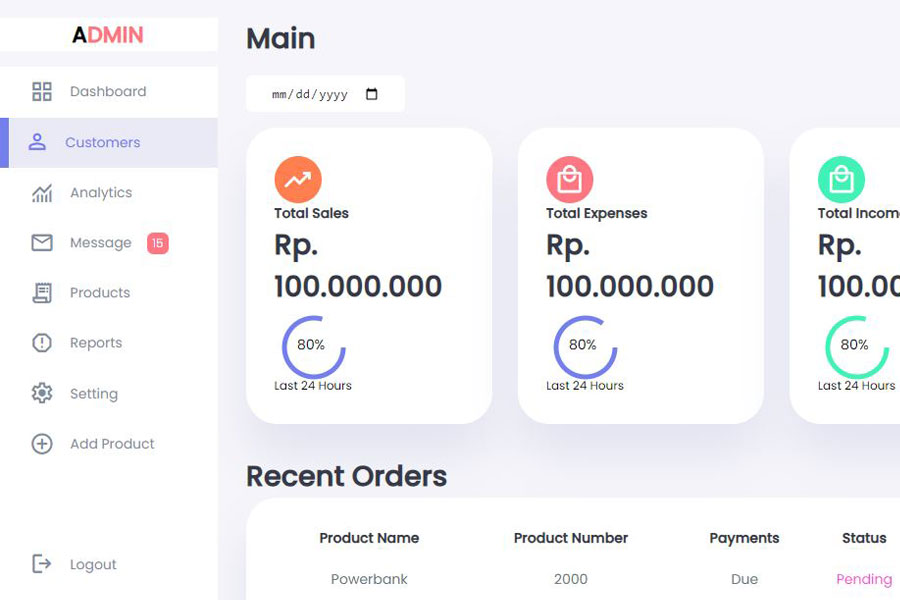 ADMIN
Dashboard
Customers
Analytics
Message 15
Products
Reports
Setting
Add Product
Logout
Main
mm/dd/yyyy
Total Sales
Rp.
100.000.000
80%
Last 24 Hours
Total Expenses
Rp.
100.000.000
80%
Last 24 Hours
Total Incom
Rp.
100.00
80%
Last 24 Hours
Recent Orders
Product Name Product Number Payments Status
Powerbank 2000 Due Pending